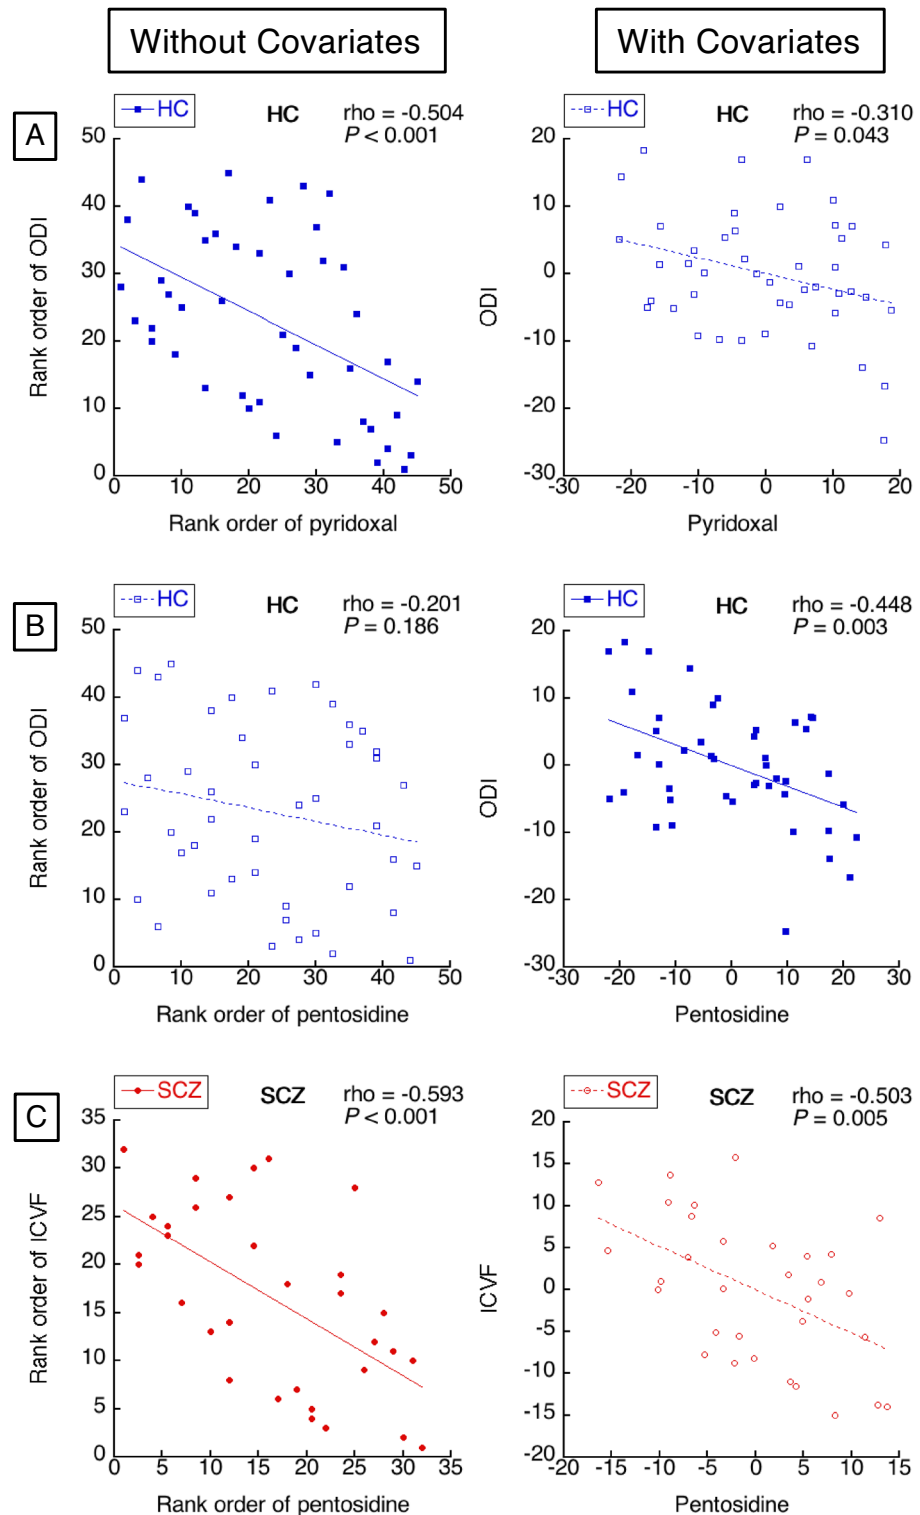 Without Covariates
With Covariates
A
HC
HC
rho = -0.504
P < 0.001
50
40
30
20
10
0
Rank order of ODI
0 10 20 30 40 50
Rank order of pyridoxal
HC
HC
rho = -0.310
P = 0.043
20
10
0
-10
-20
-30
ODI
-30 -20 -10 0 10 20
Pyridoxal
B
HC
HC
rho = -0.201
P = 0.186
50
40
30
20
10
0
Rank order of ODI
0 10 20 30 40 50
Rank order of pentosidine
HC
HC
rho = -0.448
P = 0.003
20
10
0
-10
-20
-30
ODI
-30 -20 -10 0 10 20 30
Pentosidine
C
SCZ
SCZ
rho = -0.593
P < 0.001
35
30
25
20
15
10
5
0
Rank order of ICVF
0 5 10 15 20 25 30 35
Rank order of pentosidine
SCZ
SCZ
rho = -0.503
P = 0.005
20
15
10
5
0
-5
-10
-15
-20
ICVF
-20 -15 -10 -5 0 5 10 15
Pentosidine